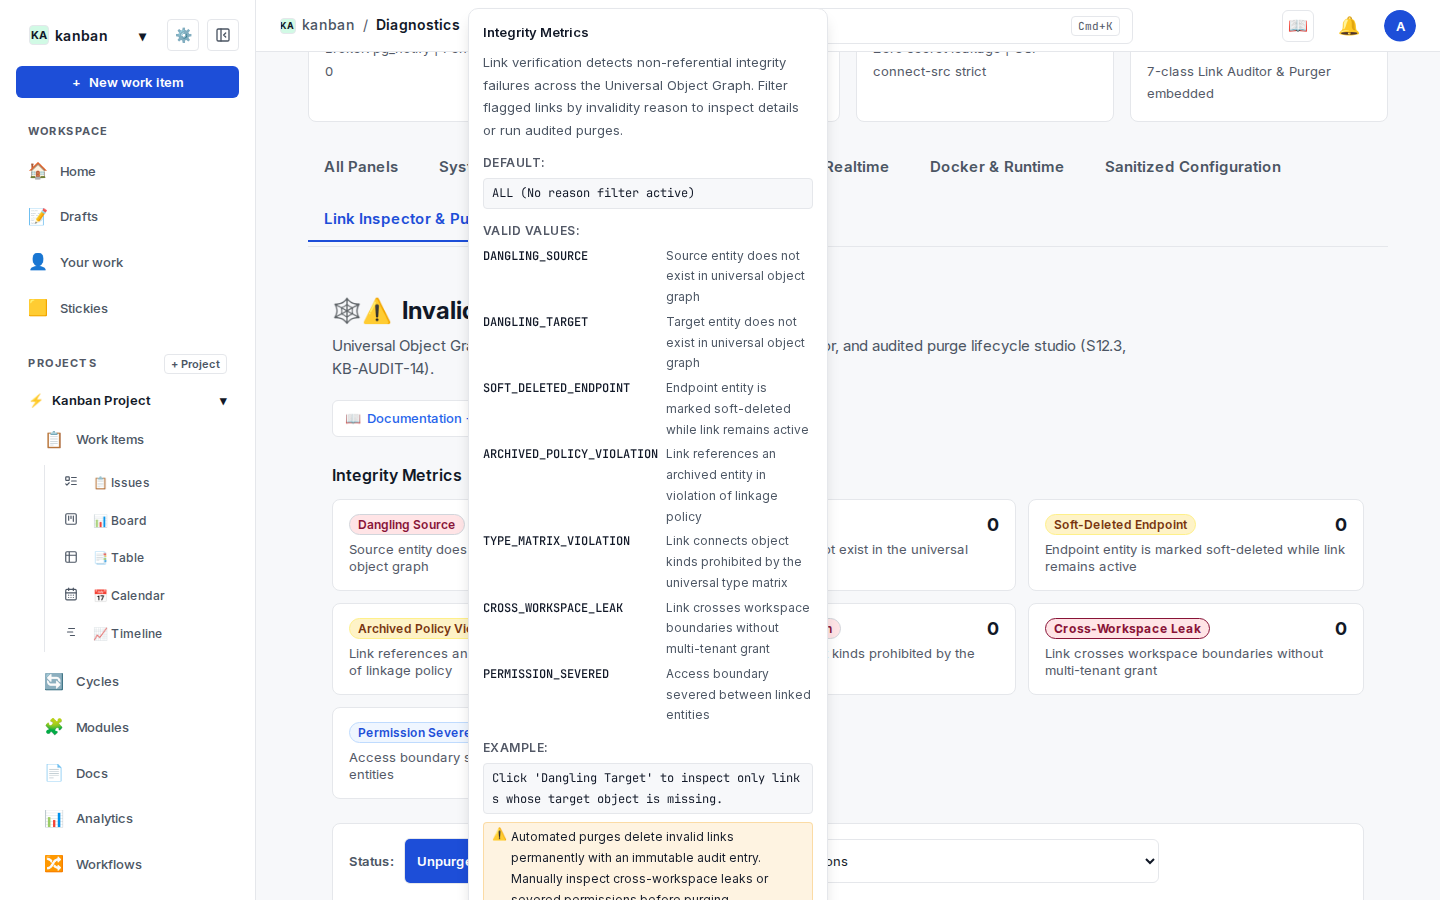 KA kanban ▾
+ New work item
WORKSPACE
Home
Drafts
Your work
Stickies
PROJECTS
+ Project
Kanban Project ▾
Work Items
Issues
Board
Table
Calendar
Timeline
Cycles
Modules
Docs
Analytics
Workflows
KA kanban / Diagnostics
Cmd+K
A
0
connect-src strict
7-class Link Auditor & Purger
embedded
All Panels
Realtime
Docker & Runtime
Sanitized Configuration
Link Inspector &
Universal Object
or, and audited purge lifecycle studio (S12.3,
KB-AUDIT-14).
Documentation
Integrity Metrics
Dangling Source
Source entity does
object graph
0
exist in the universal
Soft-Deleted Endpoint
0
Endpoint entity is marked soft-deleted while link
remains active
Archived Policy
Link references an
of linkage policy
0
kinds prohibited by the
Cross-Workspace Leak
0
Link crosses workspace boundaries without
multi-tenant grant
Permission
Access boundary
entities
Status:
Integrity Metrics
Link verification detects non-referential integrity
failures across the Universal Object Graph. Filter
flagged links by invalidity reason to inspect details
or run audited purges.
DEFAULT:
ALL (No reason filter active)
VALID VALUES:
DANGLING_SOURCE
Source entity does not
exist in universal object
graph
DANGLING_TARGET
Target entity does not
exist in universal object
graph
SOFT_DELETED_ENDPOINT
Endpoint entity is
marked soft-deleted
while link remains active
ARCHIVED_POLICY_VIOLATION
Link references an
archived entity in
violation of linkage
policy
TYPE_MATRIX_VIOLATION
Link connects object
kinds prohibited by the
universal type matrix
CROSS_WORKSPACE_LEAK
Link crosses workspace
boundaries without
multi-tenant grant
PERMISSION_SEVERED
Access boundary
severed between linked
entities
EXAMPLE:
Click 'Dangling Target' to inspect only link
s whose target object is missing.
Automated purges delete invalid links
permanently with an immutable audit entry.
Manually inspect cross-workspace leaks or
severed permissions before purging.